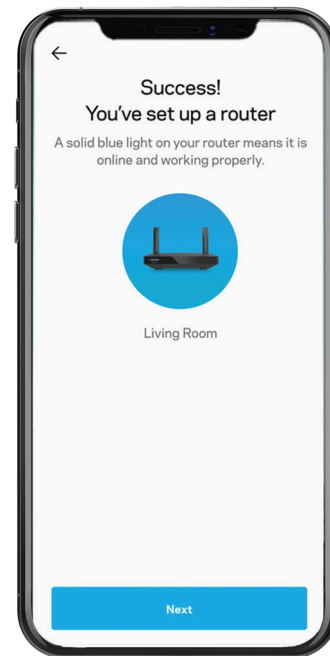 Success!
You’ve set up a router
A solid blue light on your router means it is
online and working properly.
Living Room
Next